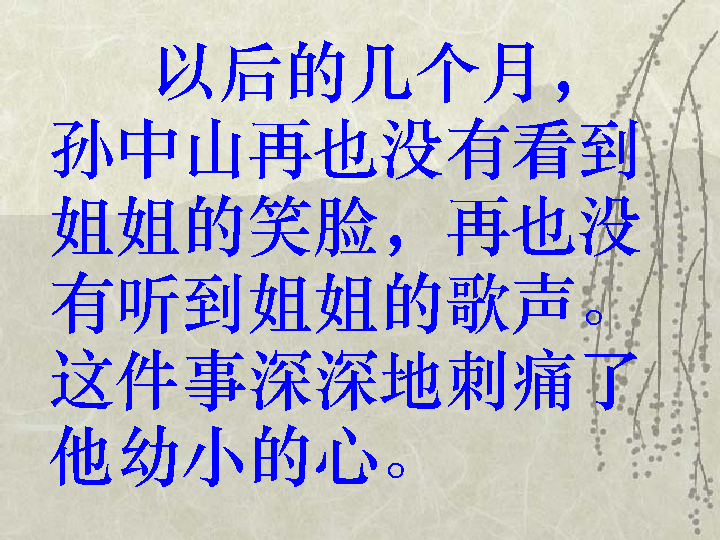 以后的几个月，
孙中山再也没有看到
姐姐的笑脸，再也没
有听到姐姐的歌声。
这件事深深地刺痛了
他幼小的心。